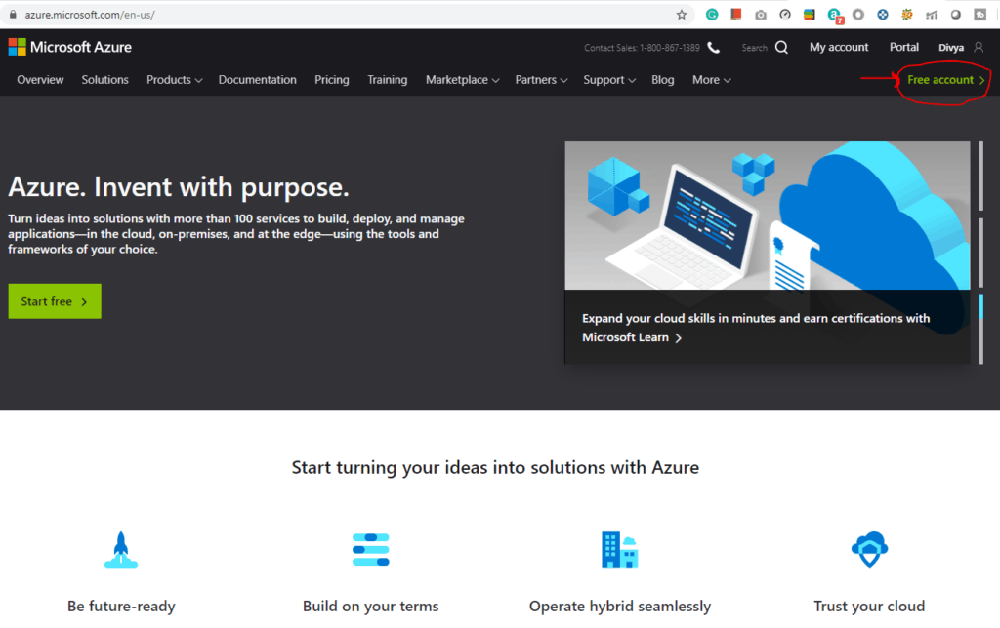 azure.microsoft.com/en-us/
7
Microsoft Azure
Contact Sales: 1-800-867-1389
Search
My account
Portal
Divya
Overview
Solutions
Products
Documentation
Pricing
Training
Marketplace
Partners
Support
Blog
More
Free account
Azure. Invent with purpose.
Turn ideas into solutions with more than 100 services to build, deploy, and manage
applications—in the cloud, on-premises, and at the edge—using the tools and
frameworks of your choice.
Start free
Expand your cloud skills in minutes and earn certifications with
Microsoft Learn
Start turning your ideas into solutions with Azure
Be future-ready
Build on your terms
Operate hybrid seamlessly
Trust your cloud